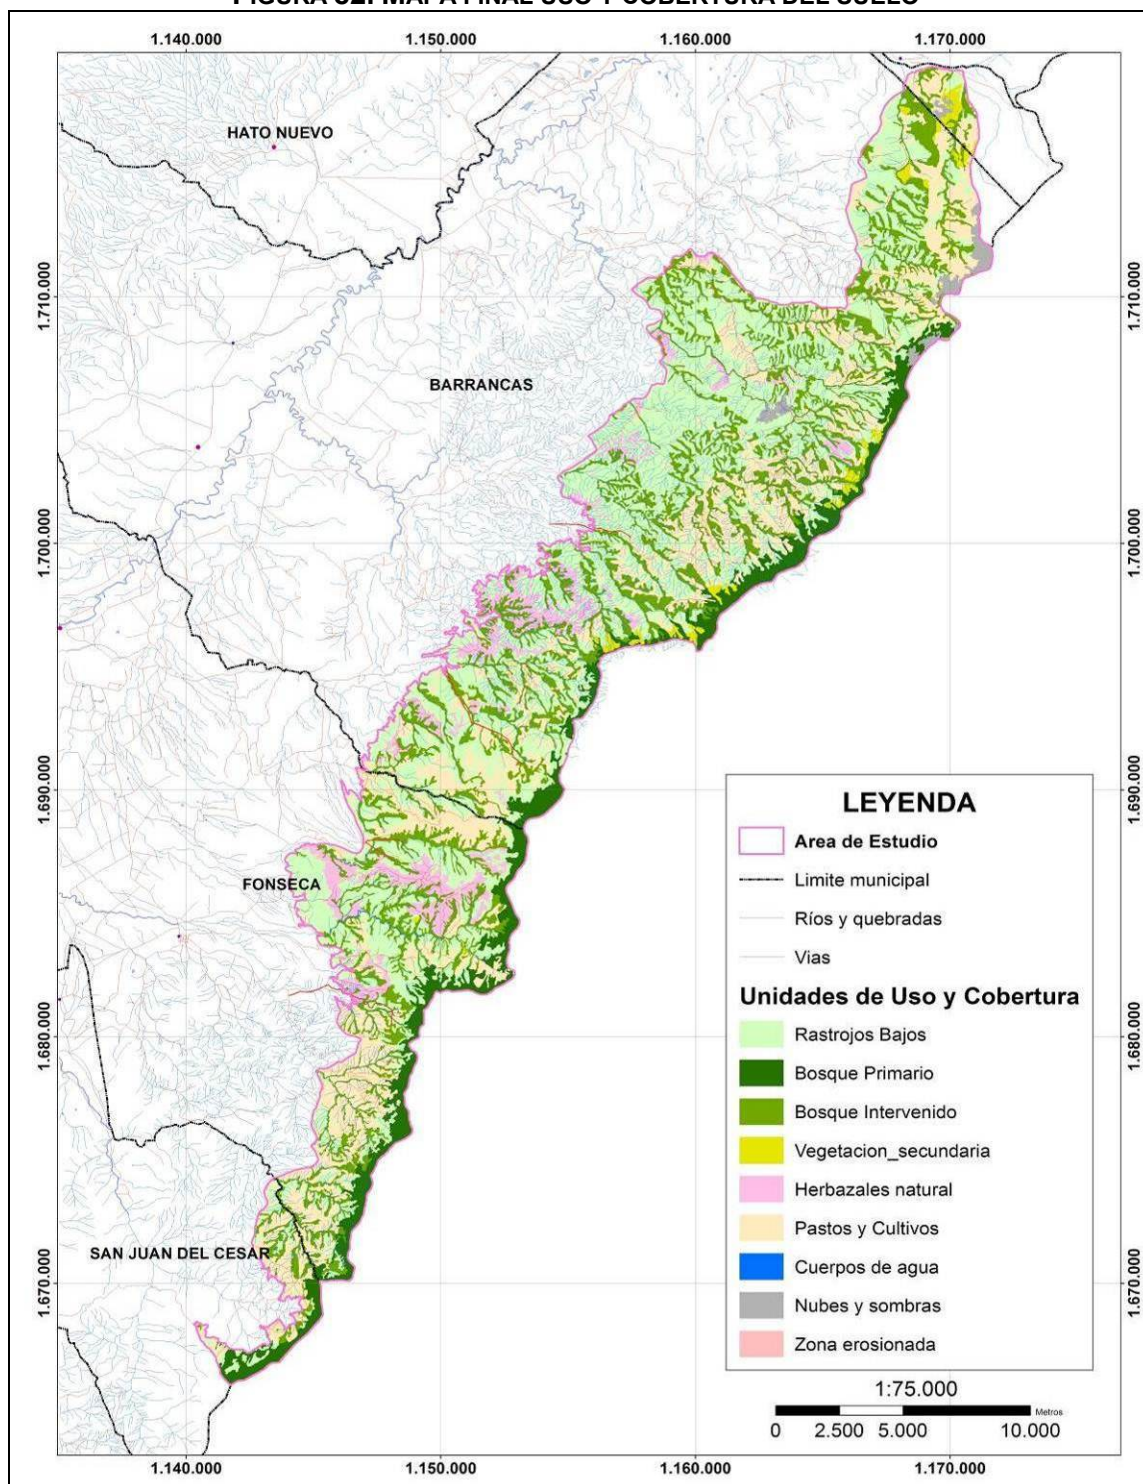 FIGURA 32. MAPA FINAL USO Y COBERTURA DEL SUELO
1.140.000 1.150.000 1.160.000 1.170.000
HATO NUEVO
1.710.000 1.710.000
BARRANCAS
1.700.000 1.700.000
1.690.000 1.690.000
LEYENDA
Area de Estudio
FONSECA
Limite municipal
Ríos y quebradas
Vias
Unidades de Uso y Cobertura
1.680.000 1.680.000
Rastrojos Bajos
Bosque Primario
Bosque Intervenido
Vegetacion_secundaria
Herbazales natural
Pastos y Cultivos
SAN JUAN DEL CESAR
Cuerpos de agua
1.670.000 1.670.000
Nubes y sombras
Zona erosionada
1:75.000
Metros
0 2.500 5.000 10.000
1.140.000 1.150.000 1.160.000 1.170.000